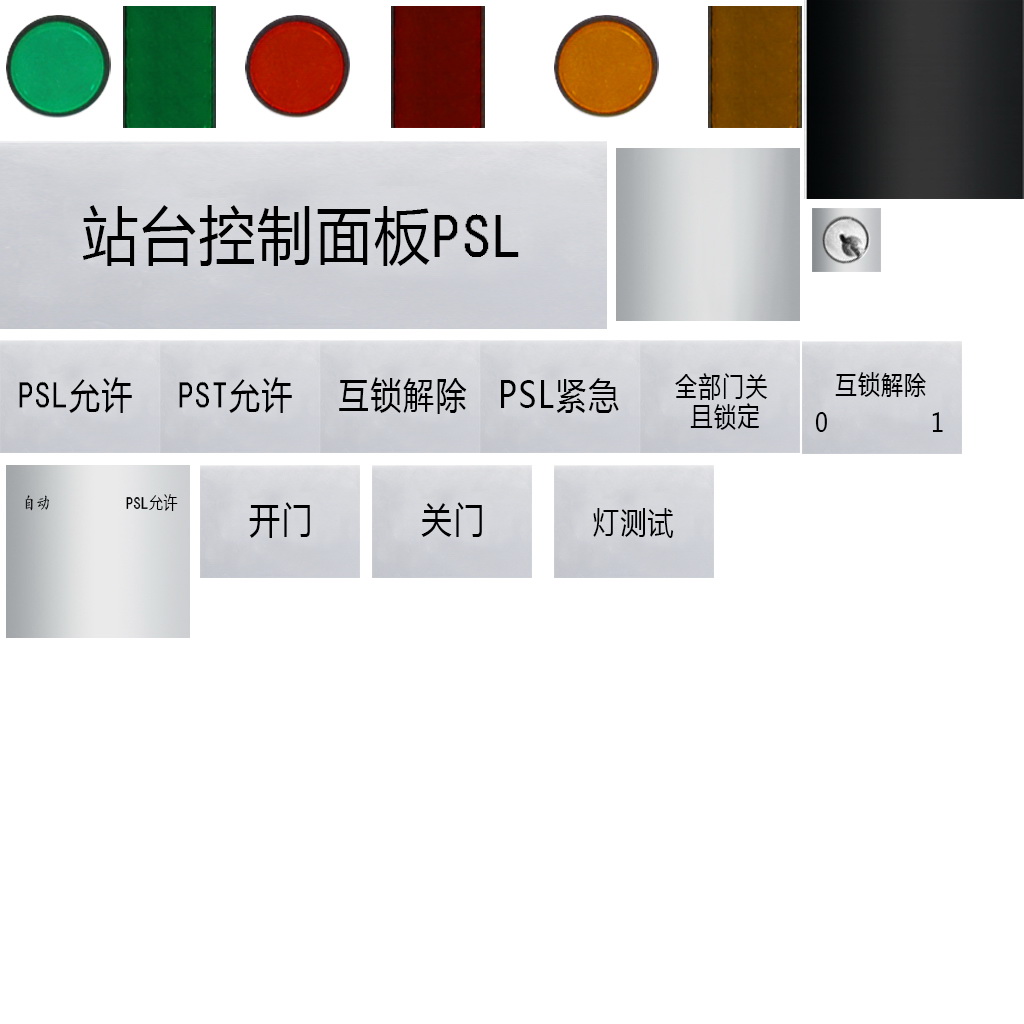 站台控制面板PSL
PSL允许
PST允许
互锁解除
PSL紧急
全部门关
且锁定
互锁解除
0 1
自动 PSL允许
开门
关门
灯测试